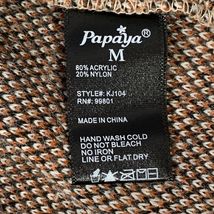 Papaya®
M
80% ACRYLIC
20% NYLON
STYLE#: KJ104
RN#: 99801
MADE IN CHINA
HAND WASH COLD
DO NOT BLEACH
NO IRON
LINE OR FLAT DRY